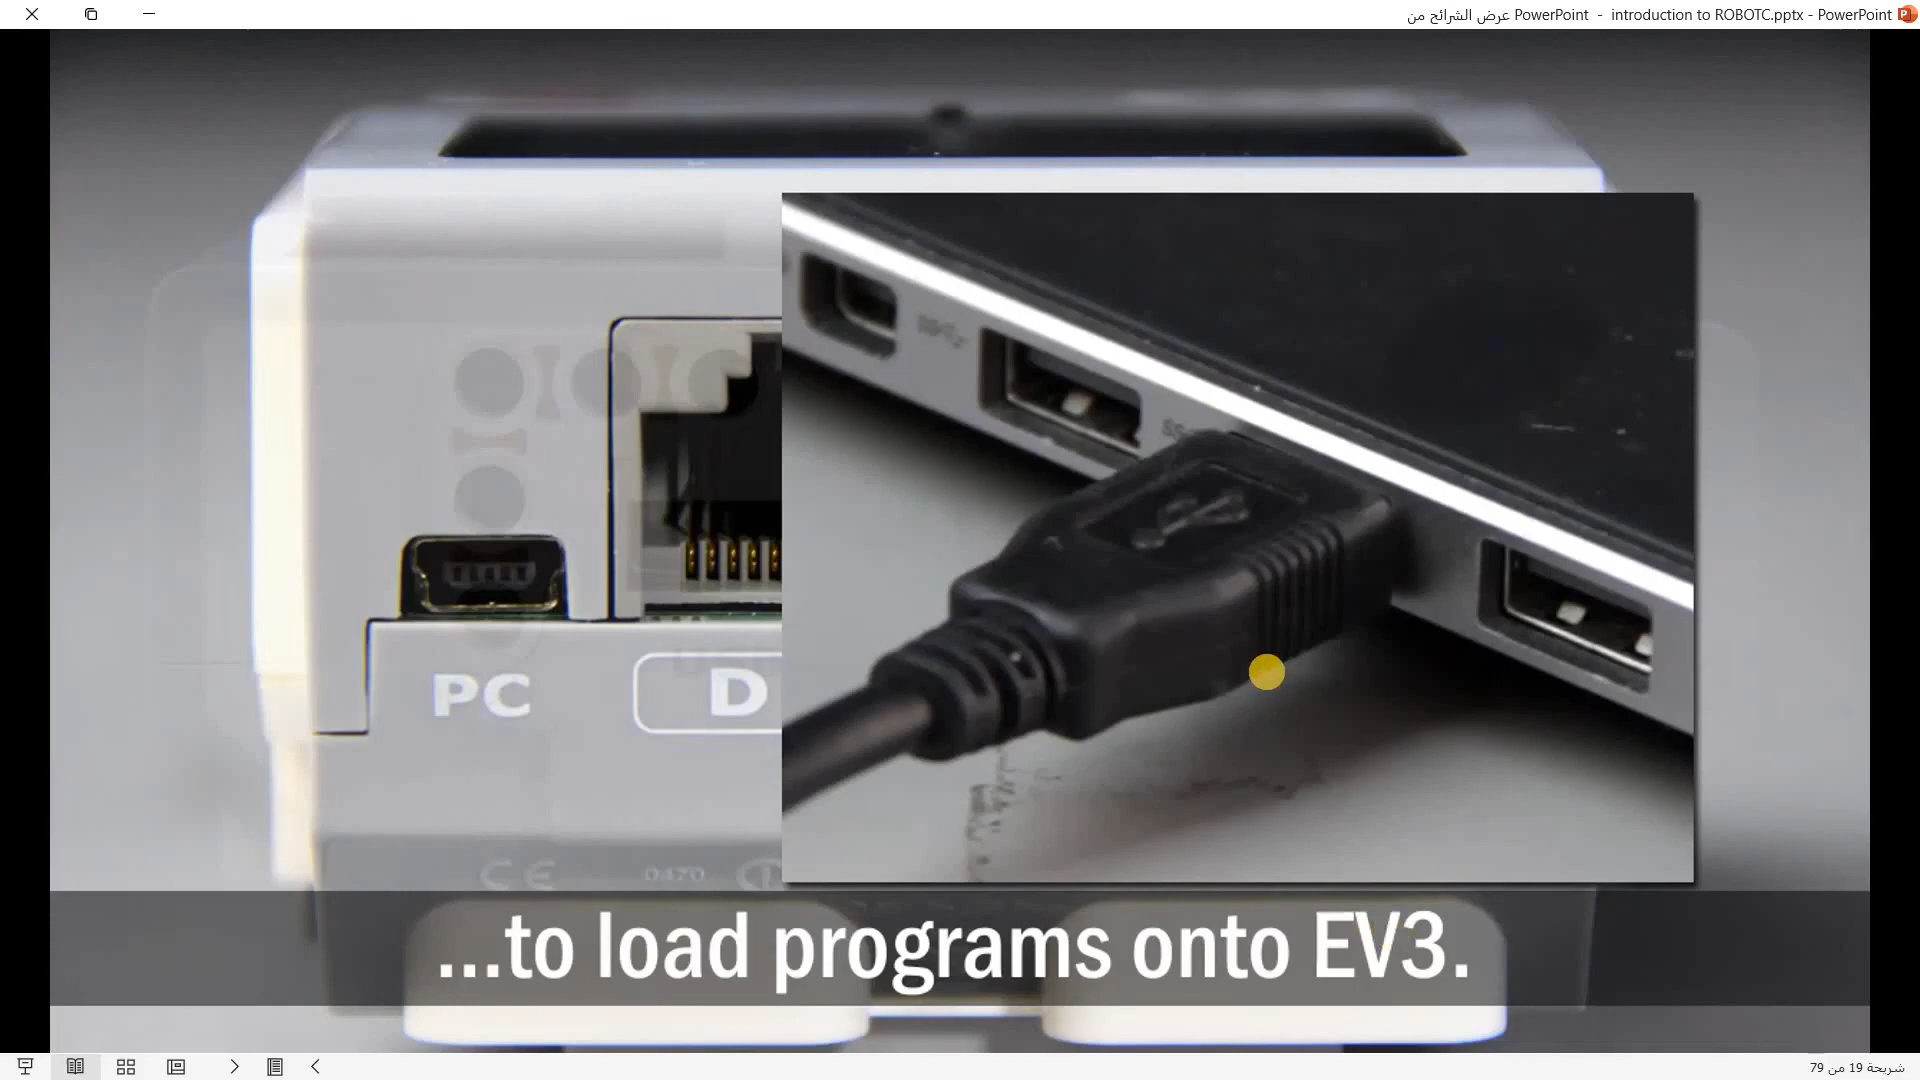 عرض الشرائح من PowerPoint - introduction to ROBOTC.pptx - PowerPoint
PC
D
0470
...to load programs onto EV3.
شريحة 19 من 79